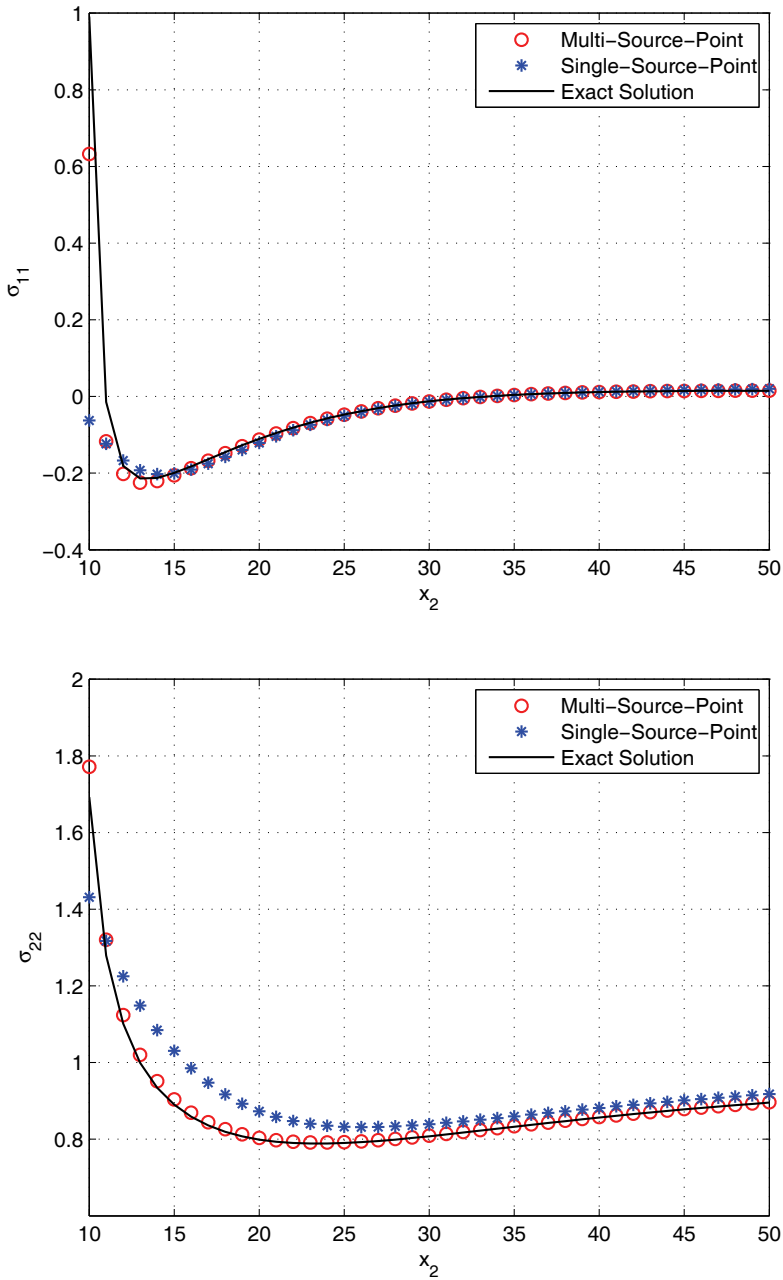 1
0.8
0.6
0.4
0.2
0
−0.2
−0.4
σ11
10 15 20 25 30 35 40 45 50
x2
Multi−Source−Point
Single−Source−Point
Exact Solution
2
1.8
1.6
1.4
1.2
1
0.8
σ22
10 15 20 25 30 35 40 45 50
x2
Multi−Source−Point
Single−Source−Point
Exact Solution